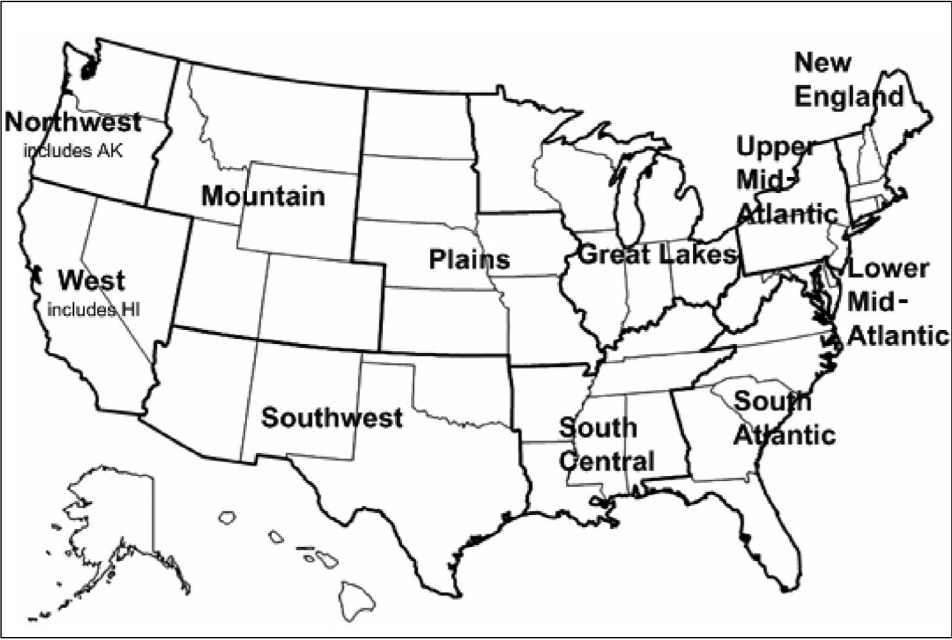 New
England
Northwest
includes AK
Upper
Mid-
Atlantic
Mountain
Plains
Great Lakes
West
includes HI
Lower
Mid-
Atlantic
Southwest
South
Central
South
Atlantic